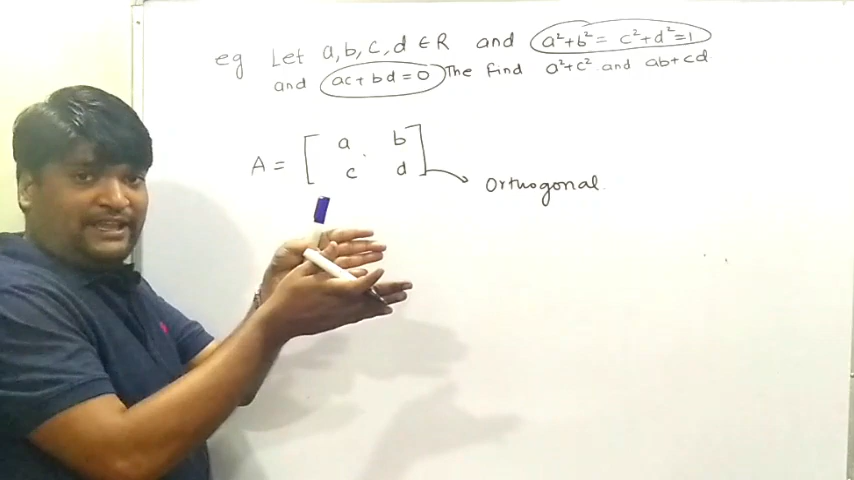 eg Let a, b, c, d ∈ R and a²+b² = c²+d²=1
and ac + bd = 0 The find a²+c² and ab+cd
A = [ a b
c d ] → Orthogonal.